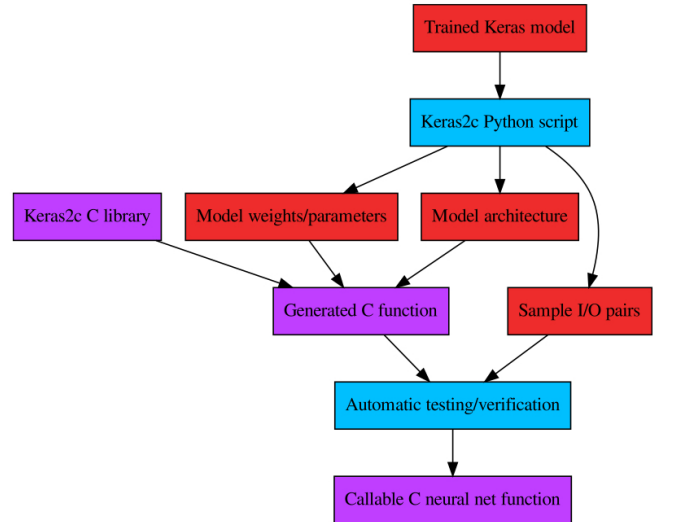 Trained Keras model
Keras2c Python script
Keras2c C library
Model weights/parameters
Model architecture
Generated C function
Sample I/O pairs
Automatic testing/verification
Callable C neural net function